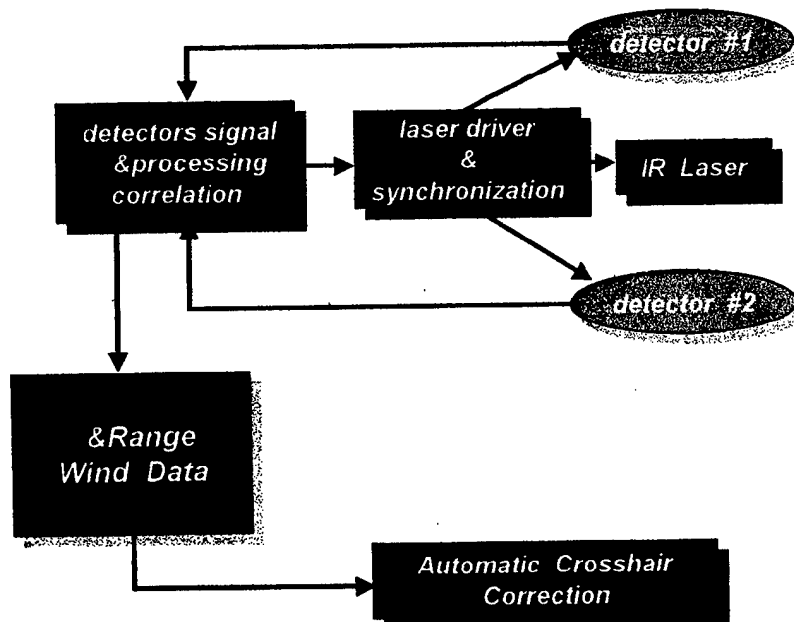 detector #1
detectors signal
&processing
correlation
laser driver
&
synchronization
IR Laser
detector #2
&Range
Wind Data
Automatic Crosshair
Correction